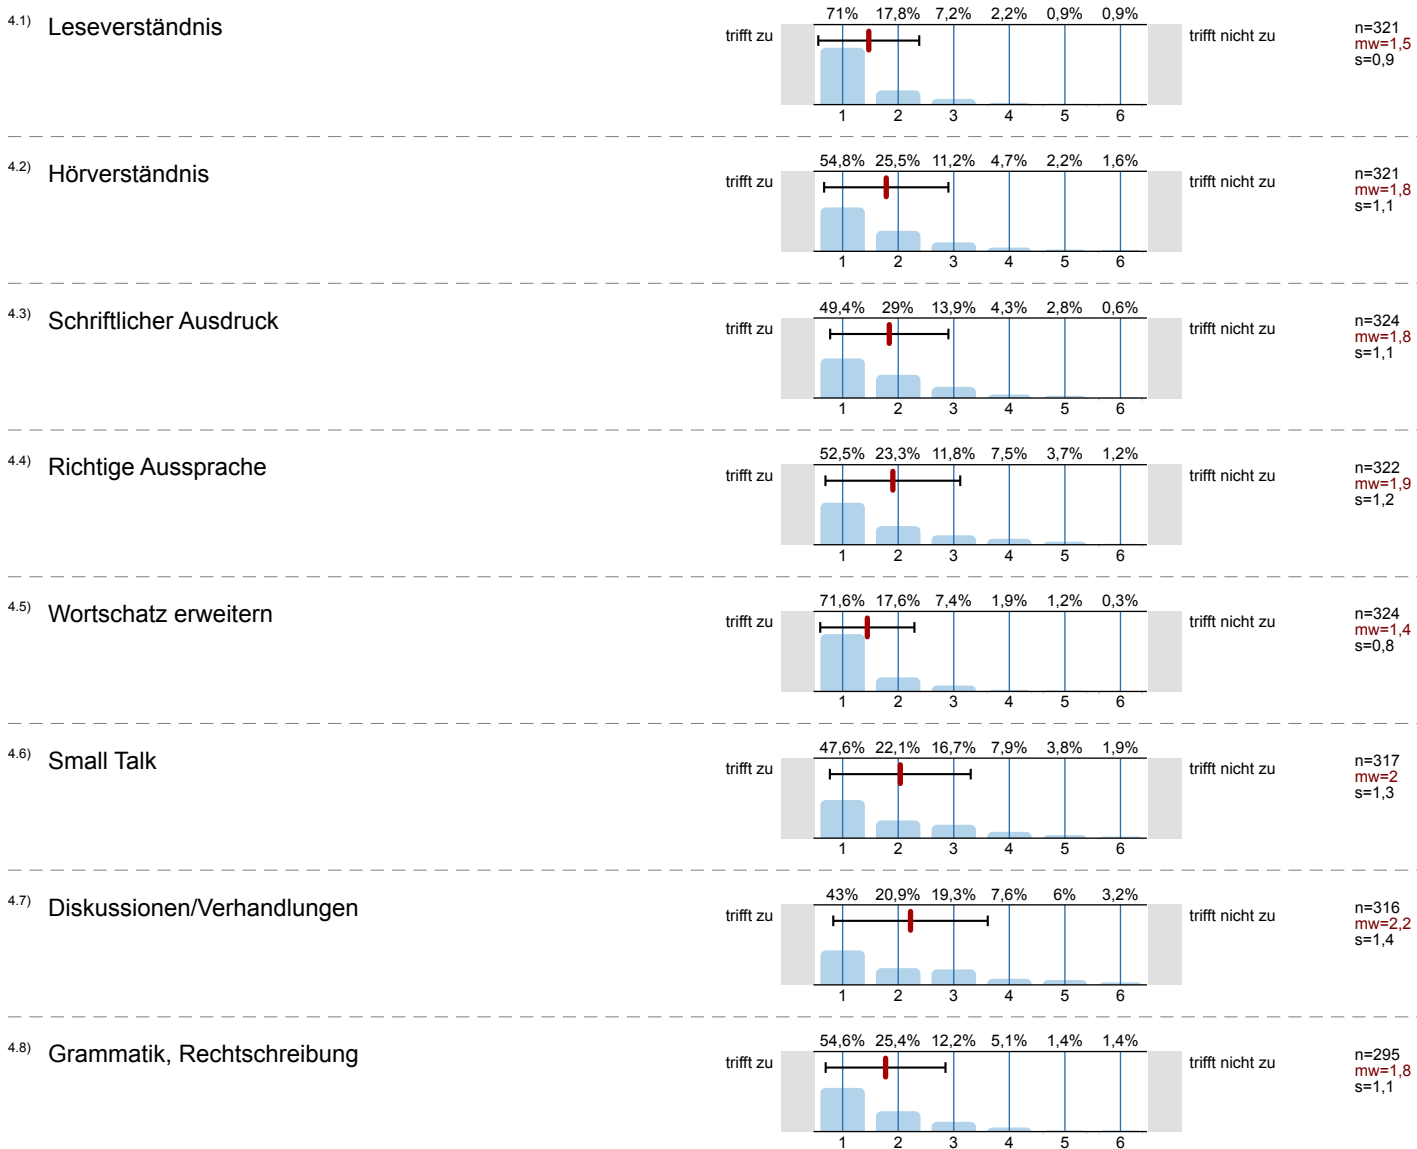 4.1) Leseverständnis
71% 17,8% 7,2% 2,2% 0,9% 0,9%
trifft zu
trifft nicht zu
n=321
mw=1,5
s=0,9
1 2 3 4 5 6
4.2) Hörverständnis
54,8% 25,5% 11,2% 4,7% 2,2% 1,6%
trifft zu
trifft nicht zu
n=321
mw=1,8
s=1,1
1 2 3 4 5 6
4.3) Schriftlicher Ausdruck
49,4% 29% 13,9% 4,3% 2,8% 0,6%
trifft zu
trifft nicht zu
n=324
mw=1,8
s=1,1
1 2 3 4 5 6
4.4) Richtige Aussprache
52,5% 23,3% 11,8% 7,5% 3,7% 1,2%
trifft zu
trifft nicht zu
n=322
mw=1,9
s=1,2
1 2 3 4 5 6
4.5) Wortschatz erweitern
71,6% 17,6% 7,4% 1,9% 1,2% 0,3%
trifft zu
trifft nicht zu
n=324
mw=1,4
s=0,8
1 2 3 4 5 6
4.6) Small Talk
47,6% 22,1% 16,7% 7,9% 3,8% 1,9%
trifft zu
trifft nicht zu
n=317
mw=2
s=1,3
1 2 3 4 5 6
4.7) Diskussionen/Verhandlungen
43% 20,9% 19,3% 7,6% 6% 3,2%
trifft zu
trifft nicht zu
n=316
mw=2,2
s=1,4
1 2 3 4 5 6
4.8) Grammatik, Rechtschreibung
54,6% 25,4% 12,2% 5,1% 1,4% 1,4%
trifft zu
trifft nicht zu
n=295
mw=1,8
s=1,1
1 2 3 4 5 6